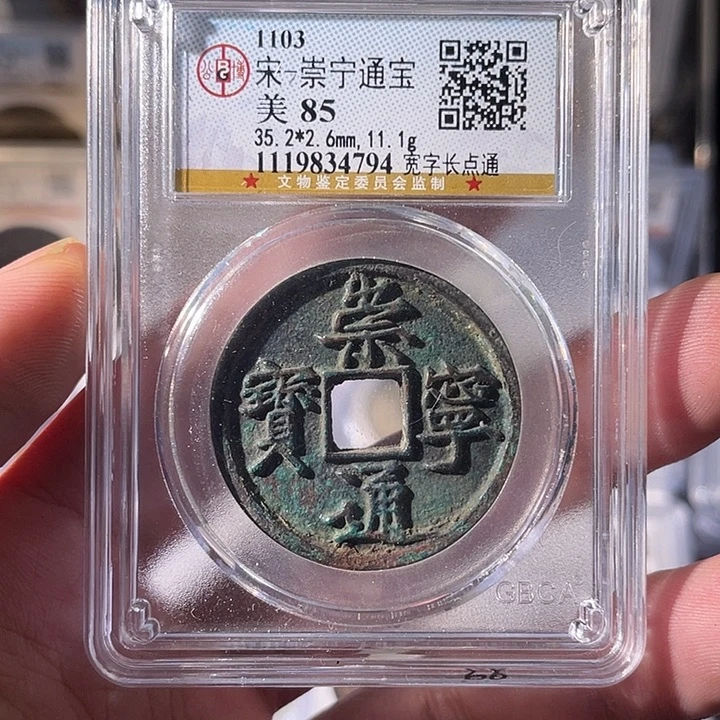 1103
宋-崇宁通宝
美 85
35.2*2.6mm,11.1g
1119834794 宽字长点通
★ 文物鉴定委员会监制 ★
崇
寶 寧
通
GBCA